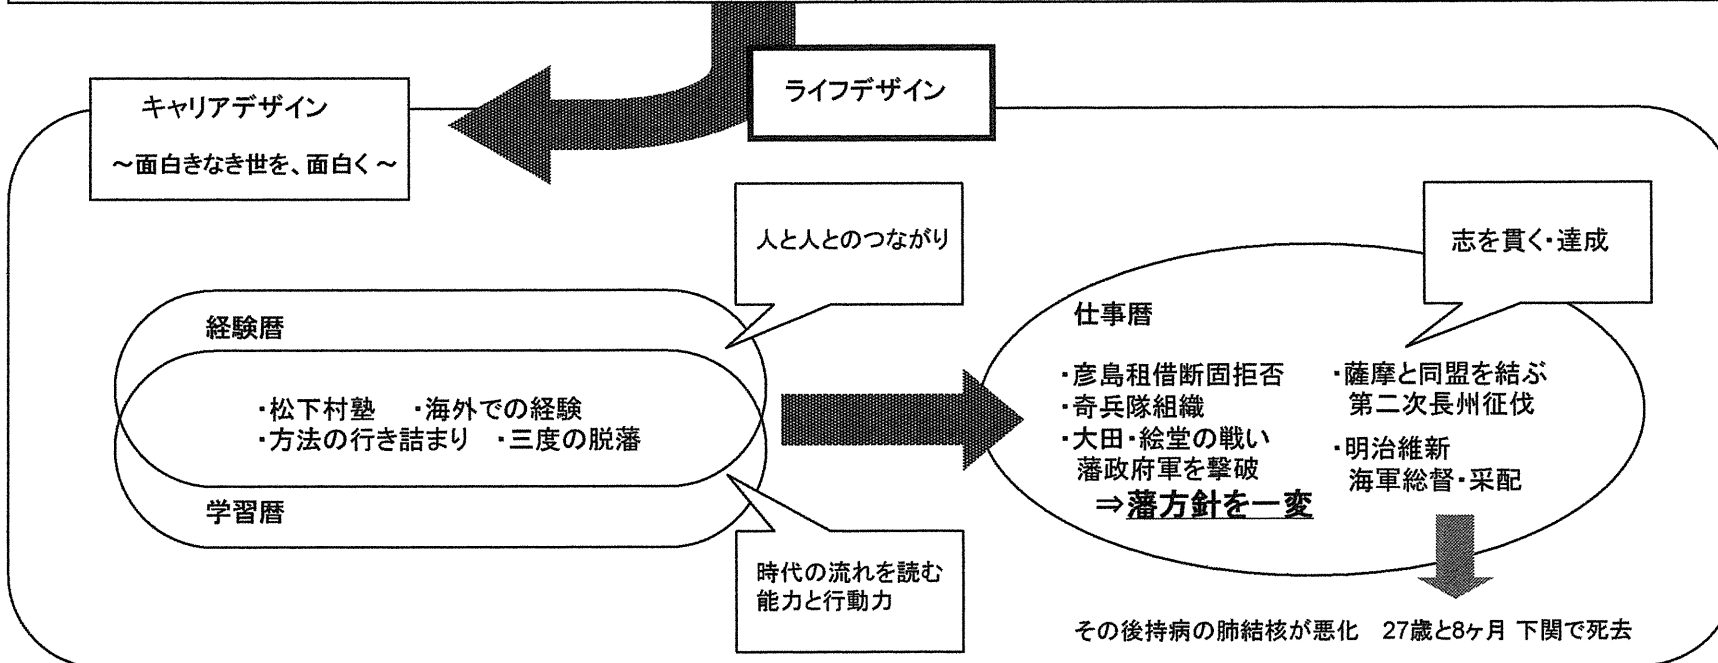 ライフデザイン
キャリアデザイン
～面白きなき世を、面白く～
人と人とのつながり
志を貫く・達成
経験暦
・松下村塾　・海外での経験
・方法の行き詰まり　・三度の脱藩
学習暦
時代の流れを読む
能力と行動力
仕事暦
・彦島租借断固拒否
・奇兵隊組織
・大田・絵堂の戦い
藩政府軍を撃破
⇒藩方針を一変
・薩摩と同盟を結ぶ
第二次長州征伐
・明治維新
海軍総督・采配
その後持病の肺結核が悪化　27歳と8ヶ月 下関で死去